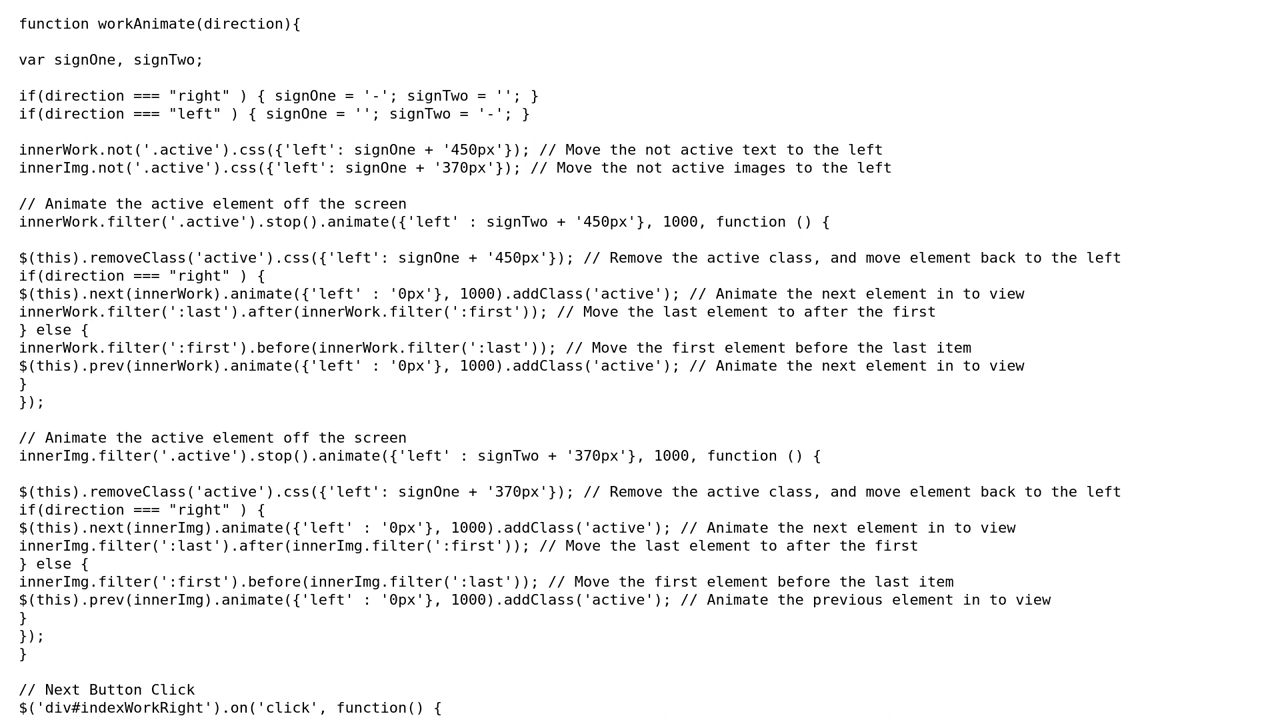 function workAnimate(direction){
var signOne, signTwo;
if(direction === "right" ) { signOne = '-'; signTwo = ''; }
if(direction === "left" ) { signOne = ''; signTwo = '-'; }
innerWork.not('.active').css({'left': signOne + '450px'}); // Move the not active text to the left
innerImg.not('.active').css({'left': signOne + '370px'}); // Move the not active images to the left
// Animate the active element off the screen
innerWork.filter('.active').stop().animate({'left' : signTwo + '450px'}, 1000, function () {
$(this).removeClass('active').css({'left': signOne + '450px'}); // Remove the active class, and move element back to the left
if(direction === "right" ) {
$(this).next(innerWork).animate({'left' : '0px'}, 1000).addClass('active'); // Animate the next element in to view
innerWork.filter(':last').after(innerWork.filter(':first')); // Move the last element to after the first
} else {
innerWork.filter(':first').before(innerWork.filter(':last')); // Move the first element before the last item
$(this).prev(innerWork).animate({'left' : '0px'}, 1000).addClass('active'); // Animate the next element in to view
}
});
// Animate the active element off the screen
innerImg.filter('.active').stop().animate({'left' : signTwo + '370px'}, 1000, function () {
$(this).removeClass('active').css({'left': signOne + '370px'}); // Remove the active class, and move element back to the left
if(direction === "right" ) {
$(this).next(innerImg).animate({'left' : '0px'}, 1000).addClass('active'); // Animate the next element in to view
innerImg.filter(':last').after(innerImg.filter(':first')); // Move the last element to after the first
} else {
innerImg.filter(':first').before(innerImg.filter(':last')); // Move the first element before the last item
$(this).prev(innerImg).animate({'left' : '0px'}, 1000).addClass('active'); // Animate the previous element in to view
}
});
}
// Next Button Click
$('div#indexWorkRight').on('click', function() {